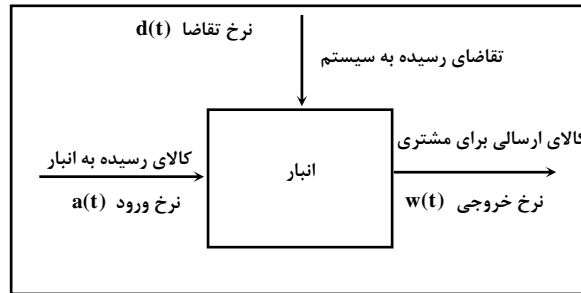 نرخ تقاضا d(t)
تقاضای رسیده به سیستم
کالای رسیده به انبار
نرخ ورود a(t)
انبار
کالای ارسالی برای مشتری
نرخ خروجی w(t)